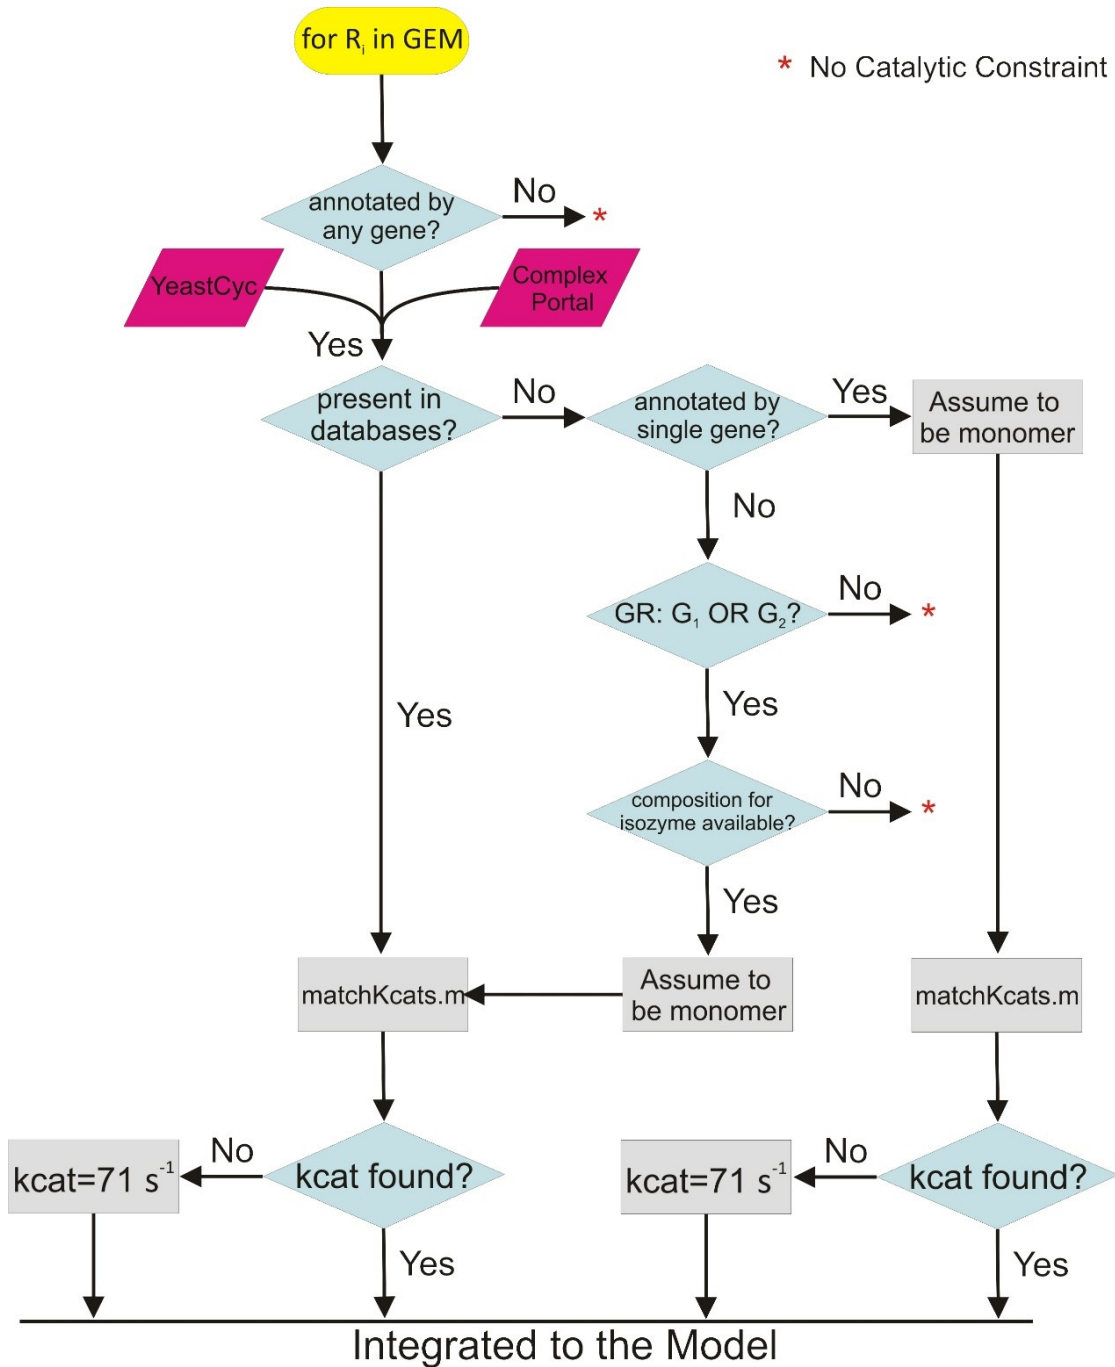 for Ri in GEM
* No Catalytic Constraint
annotated by
any gene?
No
*
YeastCyc
Complex
Portal
Yes
present in
databases?
No
annotated by
single gene?
Yes
Assume to
be monomer
No
GR: G1 OR G2?
No
*
Yes
Yes
composition for
isozyme available?
No
*
Yes
matchKcats.m
Assume to
be monomer
matchKcats.m
kcat=71 s-1
No
kcat found?
Yes
kcat=71 s-1
No
kcat found?
Yes
Integrated to the Model